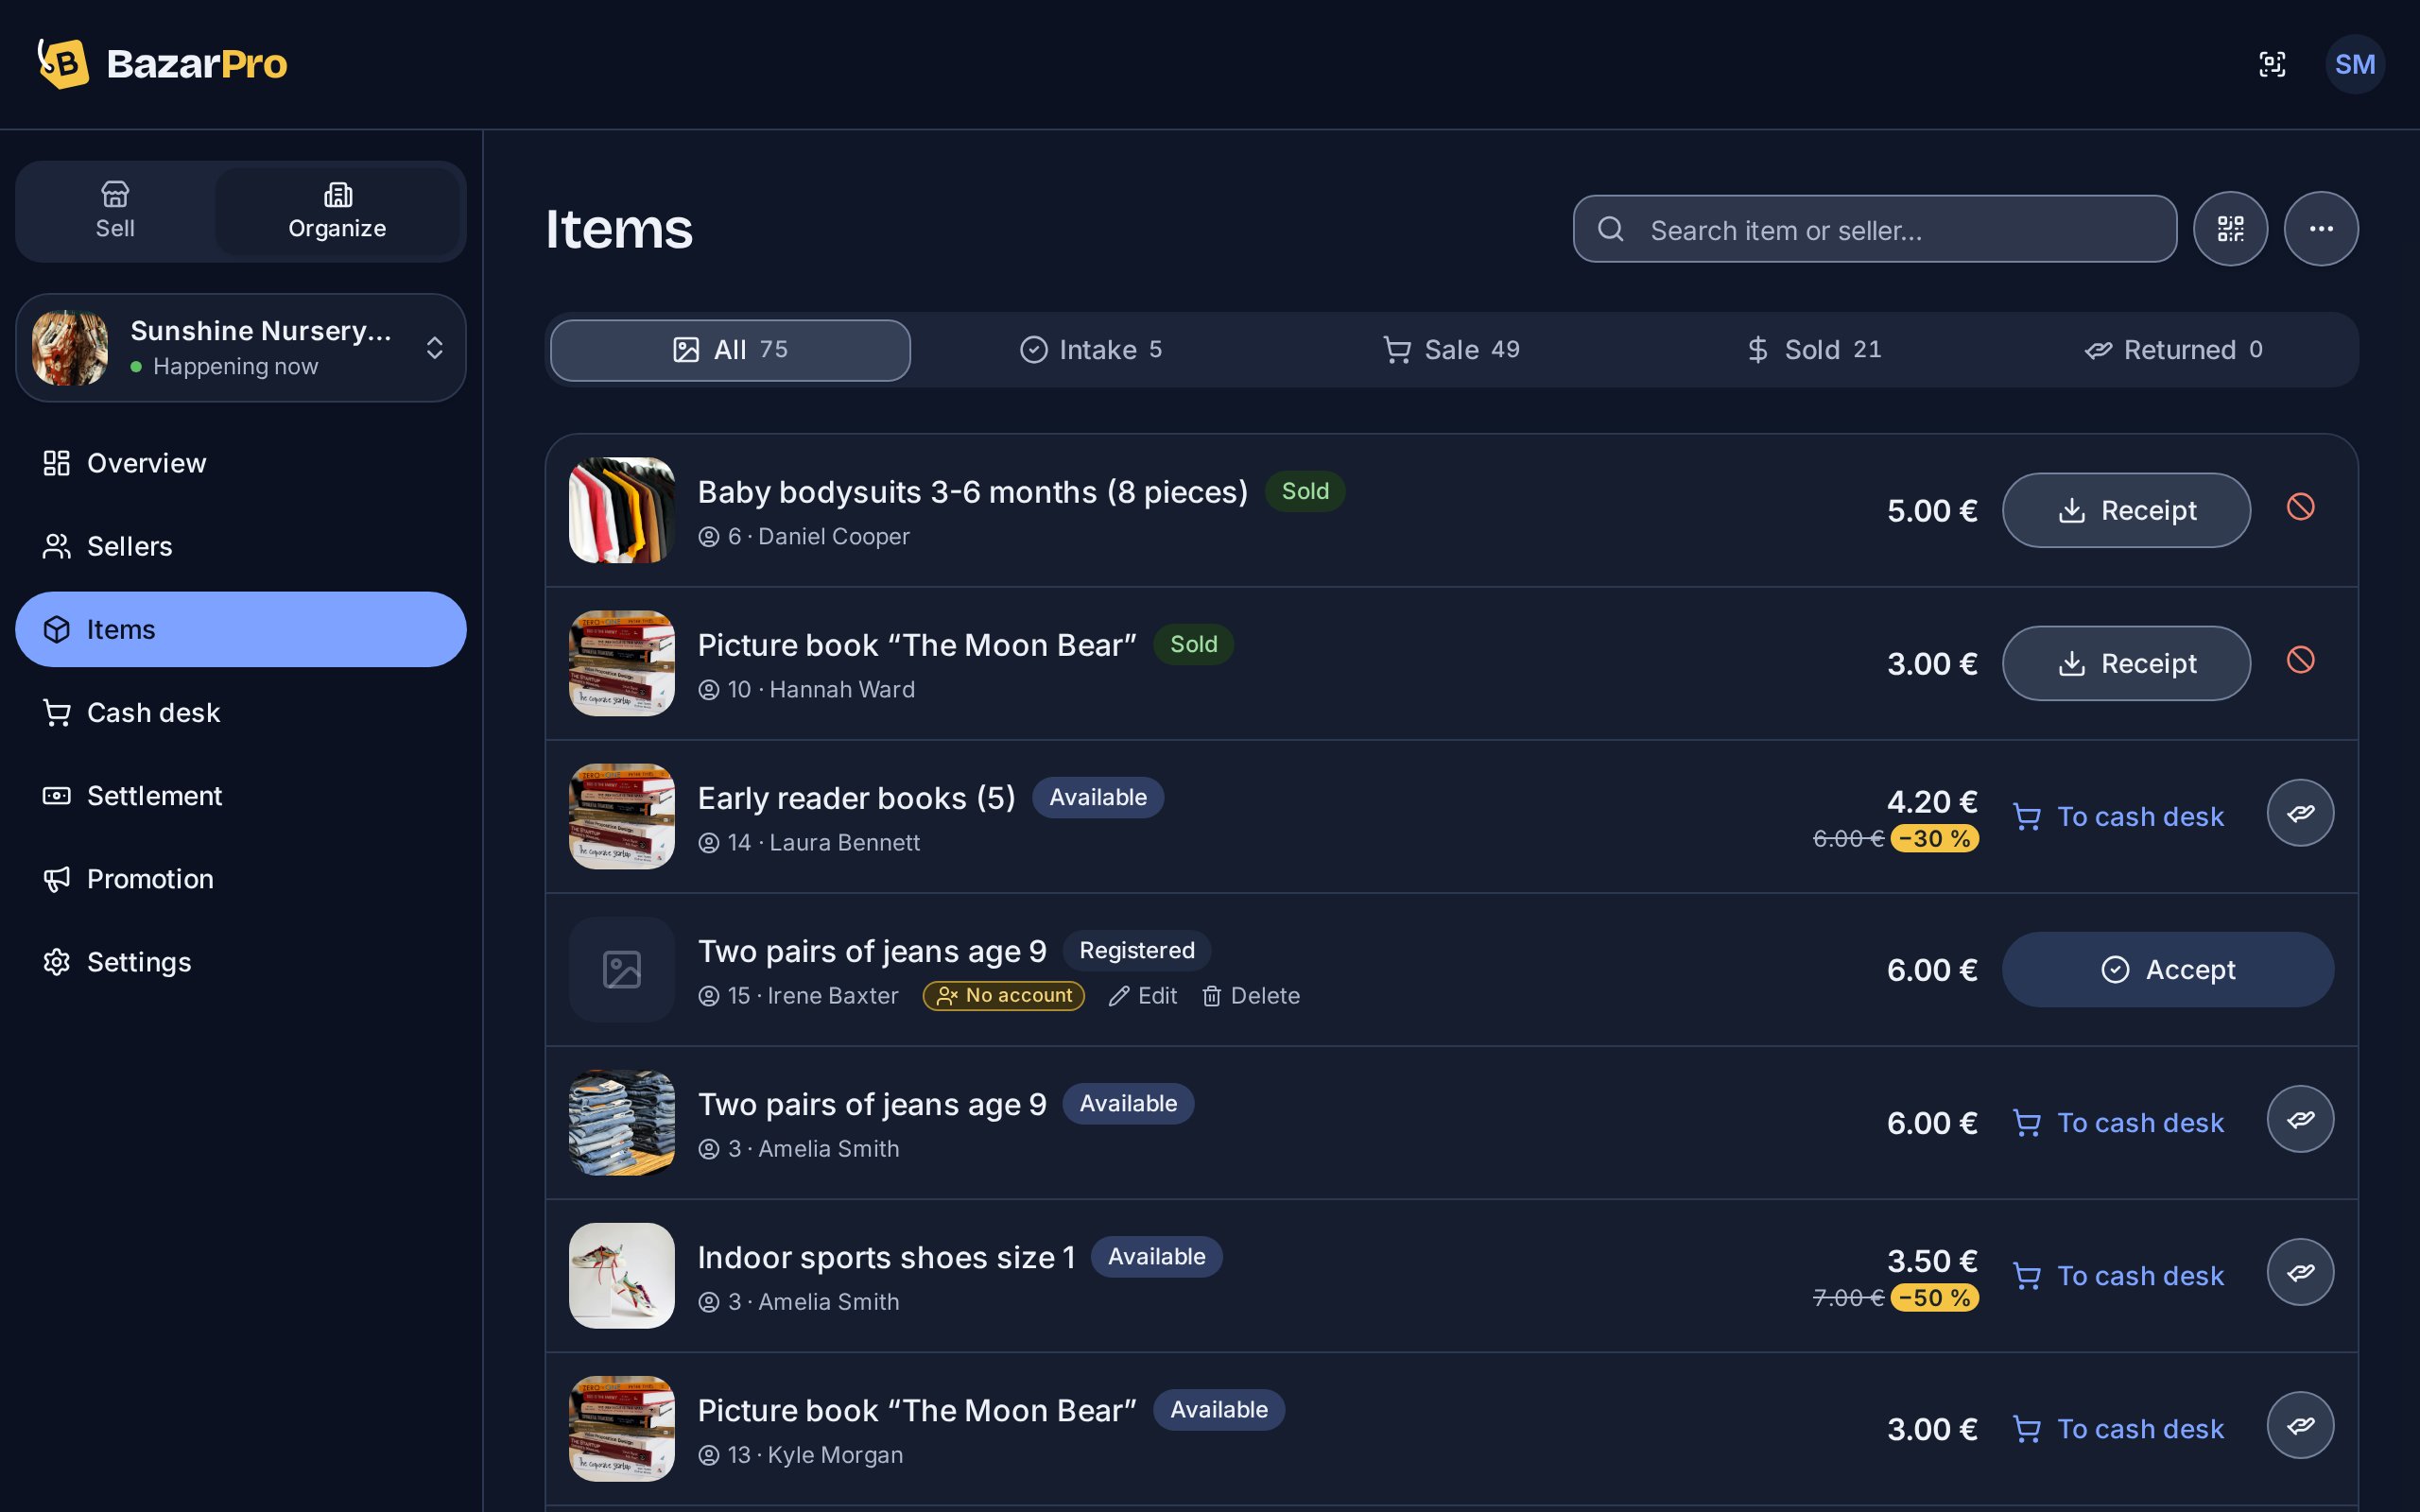 BazarPro
SM
Sell
Organize
Sunshine Nursery...
Happening now
Overview
Sellers
Items
Cash desk
Settlement
Promotion
Settings
Items
Search item or seller...
All 75
Intake 5
Sale 49
Sold 21
Returned 0
Baby bodysuits 3-6 months (8 pieces) Sold
6 · Daniel Cooper
5.00 €
Receipt
Picture book “The Moon Bear” Sold
10 · Hannah Ward
3.00 €
Receipt
Early reader books (5) Available
14 · Laura Bennett
4.20 €
6.00 € −30 %
To cash desk
Two pairs of jeans age 9 Registered
15 · Irene Baxter No account Edit Delete
6.00 €
Accept
Two pairs of jeans age 9 Available
3 · Amelia Smith
6.00 €
To cash desk
Indoor sports shoes size 1 Available
3 · Amelia Smith
3.50 €
7.00 € −50 %
To cash desk
Picture book “The Moon Bear” Available
13 · Kyle Morgan
3.00 €
To cash desk